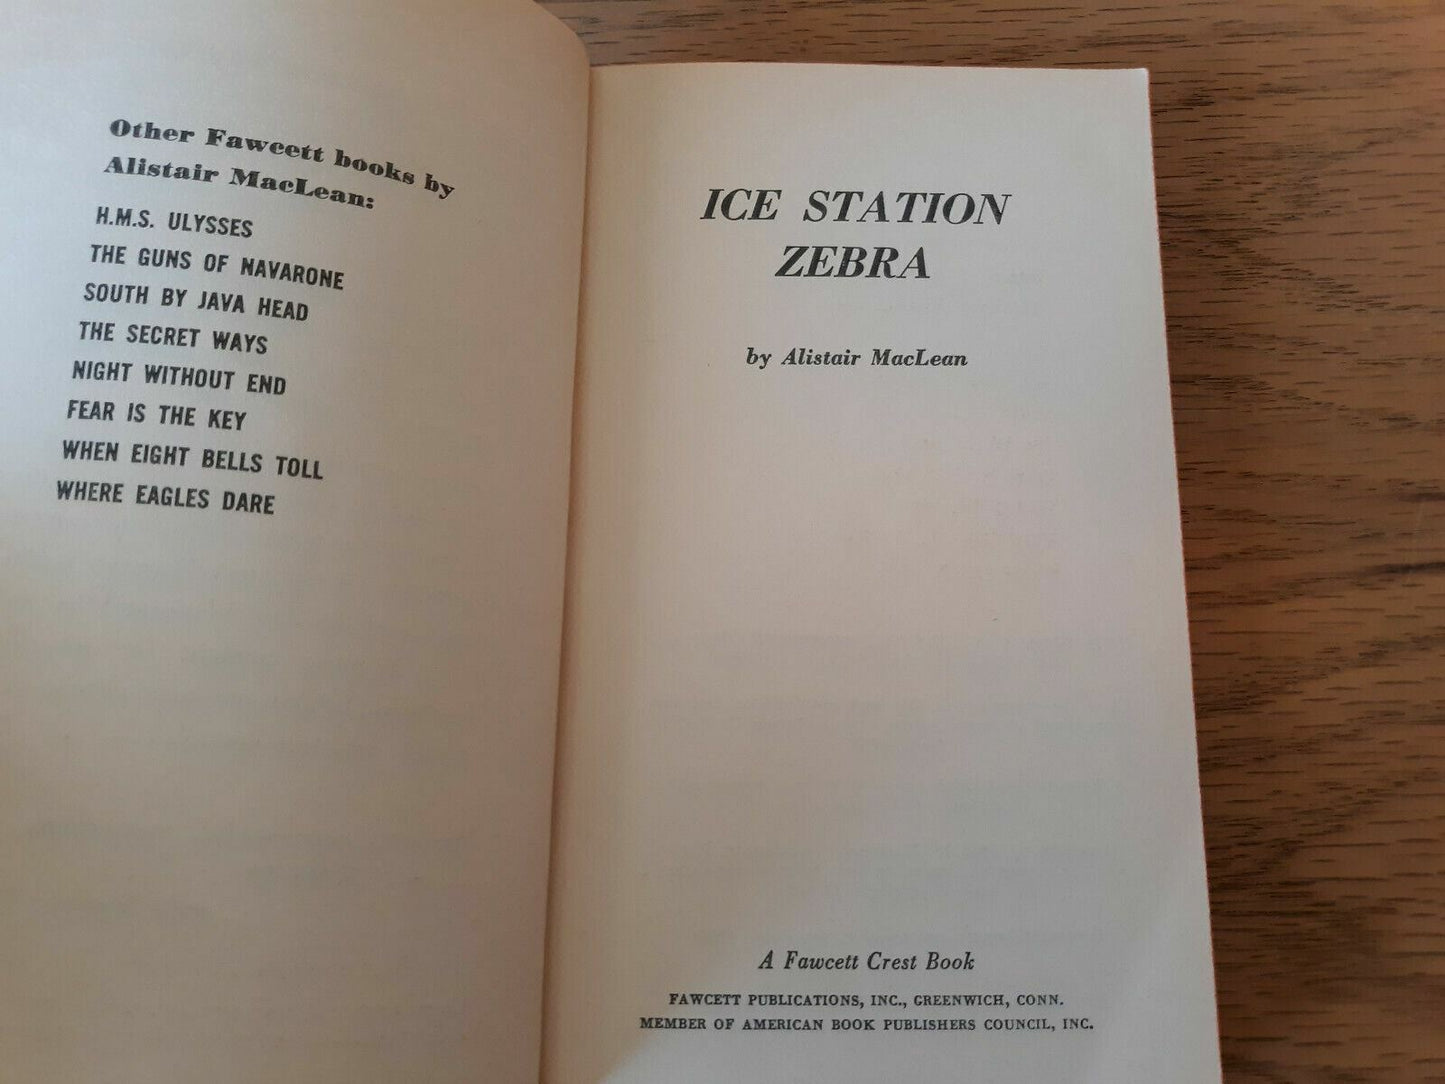 Other Fawcett books by
Alistair MacLean:
H.M.S. ULYSSES
THE GUNS OF NAVARONE
SOUTH BY JAVA HEAD
THE SECRET WAYS
NIGHT WITHOUT END
FEAR IS THE KEY
WHEN EIGHT BELLS TOLL
WHERE EAGLES DARE
ICE STATION
ZEBRA
by Alistair MacLean
A Fawcett Crest Book
FAWCETT PUBLICATIONS, INC., GREENWICH, CONN.
MEMBER OF AMERICAN BOOK PUBLISHERS COUNCIL, INC.